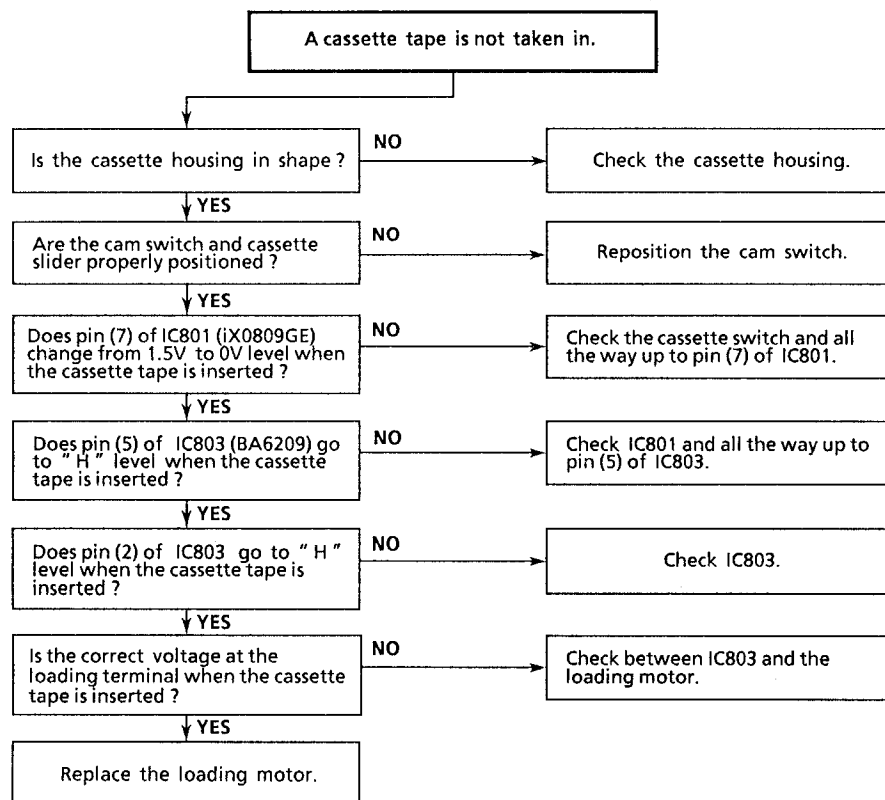 A cassette tape is not taken in.
Is the cassette housing in shape ?
NO
Check the cassette housing.
YES
Are the cam switch and cassette
slider properly positioned ?
NO
Reposition the cam switch.
YES
Does pin (7) of IC801 (iX0809GE)
change from 1.5V to 0V level when
the cassette tape is inserted ?
NO
Check the cassette switch and all
the way up to pin (7) of IC801.
YES
Does pin (5) of IC803 (BA6209) go
to " H " level when the cassette
tape is inserted ?
NO
Check IC801 and all the way up to
pin (5) of IC803.
YES
Does pin (2) of IC803 go to " H "
level when the cassette tape is
inserted ?
NO
Check IC803.
YES
Is the correct voltage at the
loading terminal when the cassette
tape is inserted ?
NO
Check between IC803 and the
loading motor.
YES
Replace the loading motor.